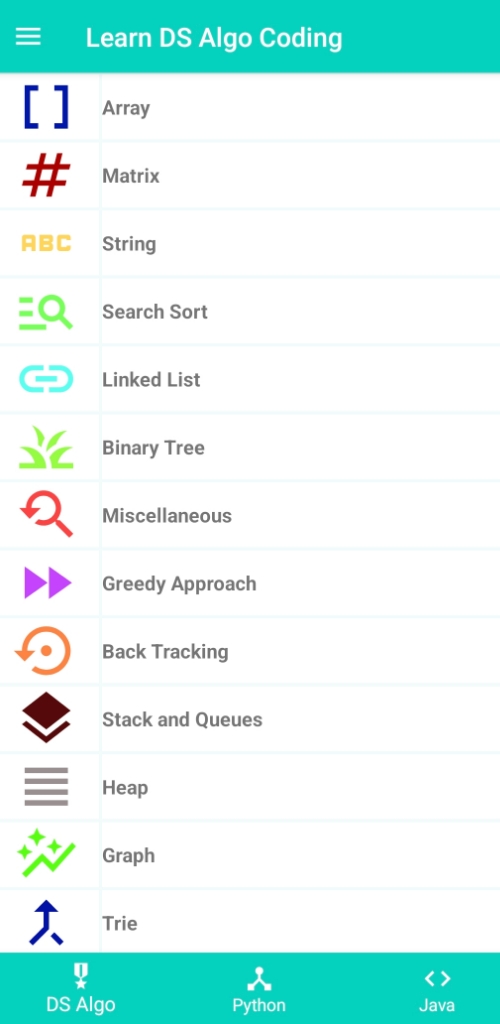 Learn DS Algo Coding
Array
Matrix
ABC
String
Search Sort
Linked List
Binary Tree
Miscellaneous
Greedy Approach
Back Tracking
Stack and Queues
Heap
Graph
Trie
DS Algo
Python
Java